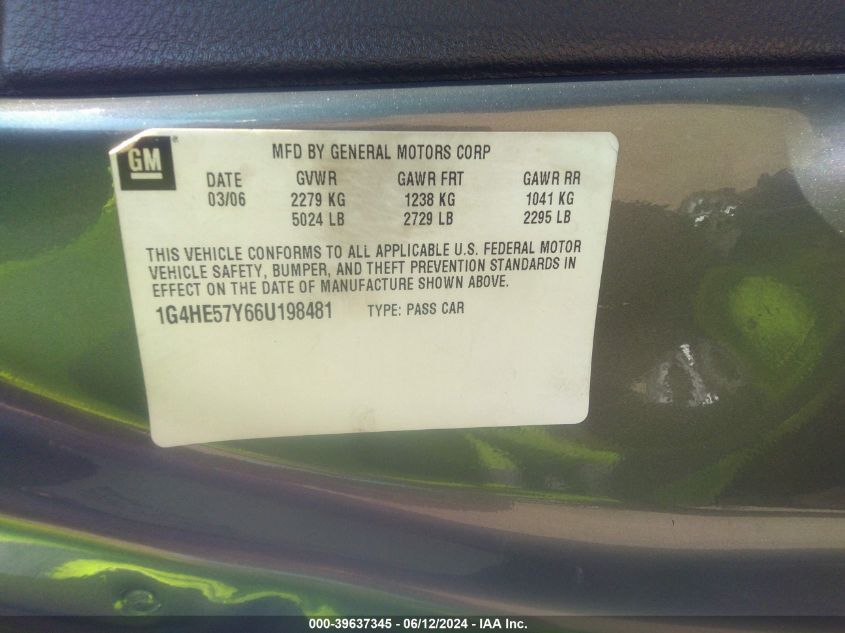 GM
MFD BY GENERAL MOTORS CORP
DATE GVWR GAWR FRT GAWR RR
03/06 2279 KG 1238 KG 1041 KG
5024 LB 2729 LB 2295 LB
THIS VEHICLE CONFORMS TO ALL APPLICABLE U.S. FEDERAL MOTOR
VEHICLE SAFETY, BUMPER, AND THEFT PREVENTION STANDARDS IN
EFFECT ON THE DATE OF MANUFACTURE SHOWN ABOVE.
1G4HE57Y66U198481 TYPE: PASS CAR
000-39637345 - 06/12/2024 - IAA Inc.